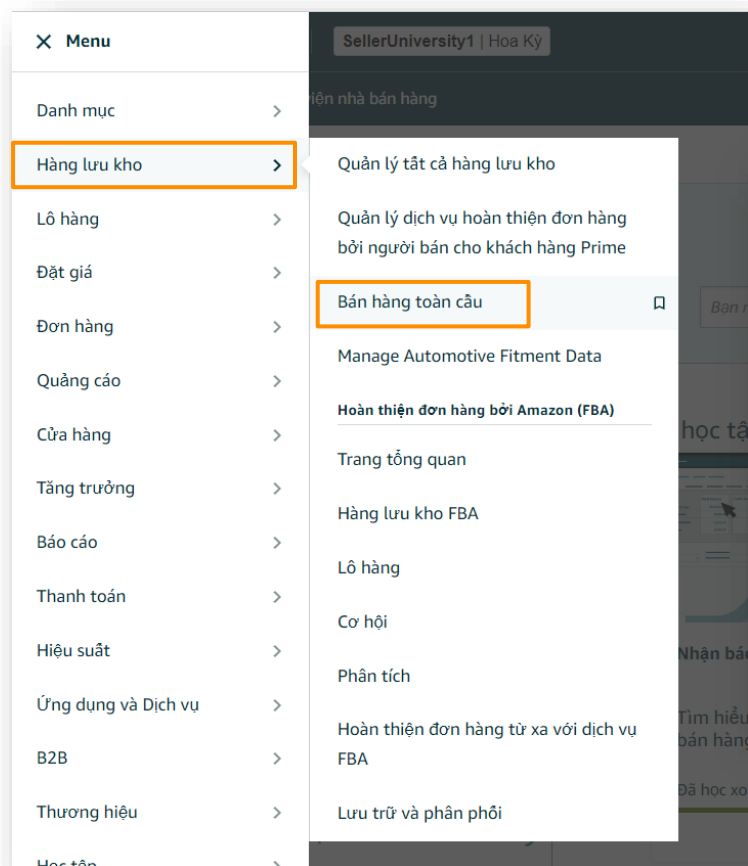 Menu
SellerUniversity1 | Hoa Kỳ
viện nhà bán hàng
Danh mục
Hàng lưu kho
Lô hàng
Đặt giá
Đơn hàng
Quảng cáo
Cửa hàng
Tăng trưởng
Báo cáo
Thanh toán
Hiệu suất
Ứng dụng và Dịch vụ
B2B
Thương hiệu
Quản lý tất cả hàng lưu kho
Quản lý dịch vụ hoàn thiện đơn hàng
bởi người bán cho khách hàng Prime
Bán hàng toàn cầu
Manage Automotive Fitment Data
Hoàn thiện đơn hàng bởi Amazon (FBA)
Trang tổng quan
Hàng lưu kho FBA
Lô hàng
Cơ hội
Phân tích
Hoàn thiện đơn hàng từ xa với dịch vụ
FBA
Lưu trữ và phân phối
Bạn
học
Nhận
Tìm hiểu
bán hàng
Đã học